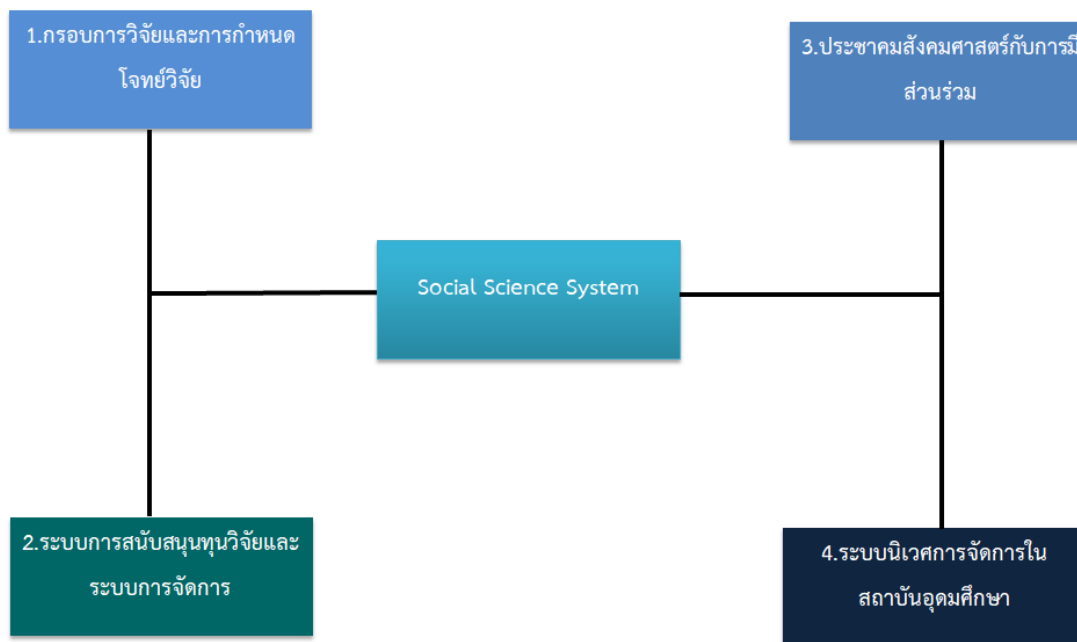 1.กรอบการวิจัยและการกำหนด
โจทย์วิจัย
3.ประชาคมสังคมศาสตร์กับการมี
ส่วนร่วม
Social Science System
2.ระบบการสนับสนุนทุนวิจัยและ
ระบบการจัดการ
4.ระบบนิเวศการจัดการใน
สถาบันอุดมศึกษา